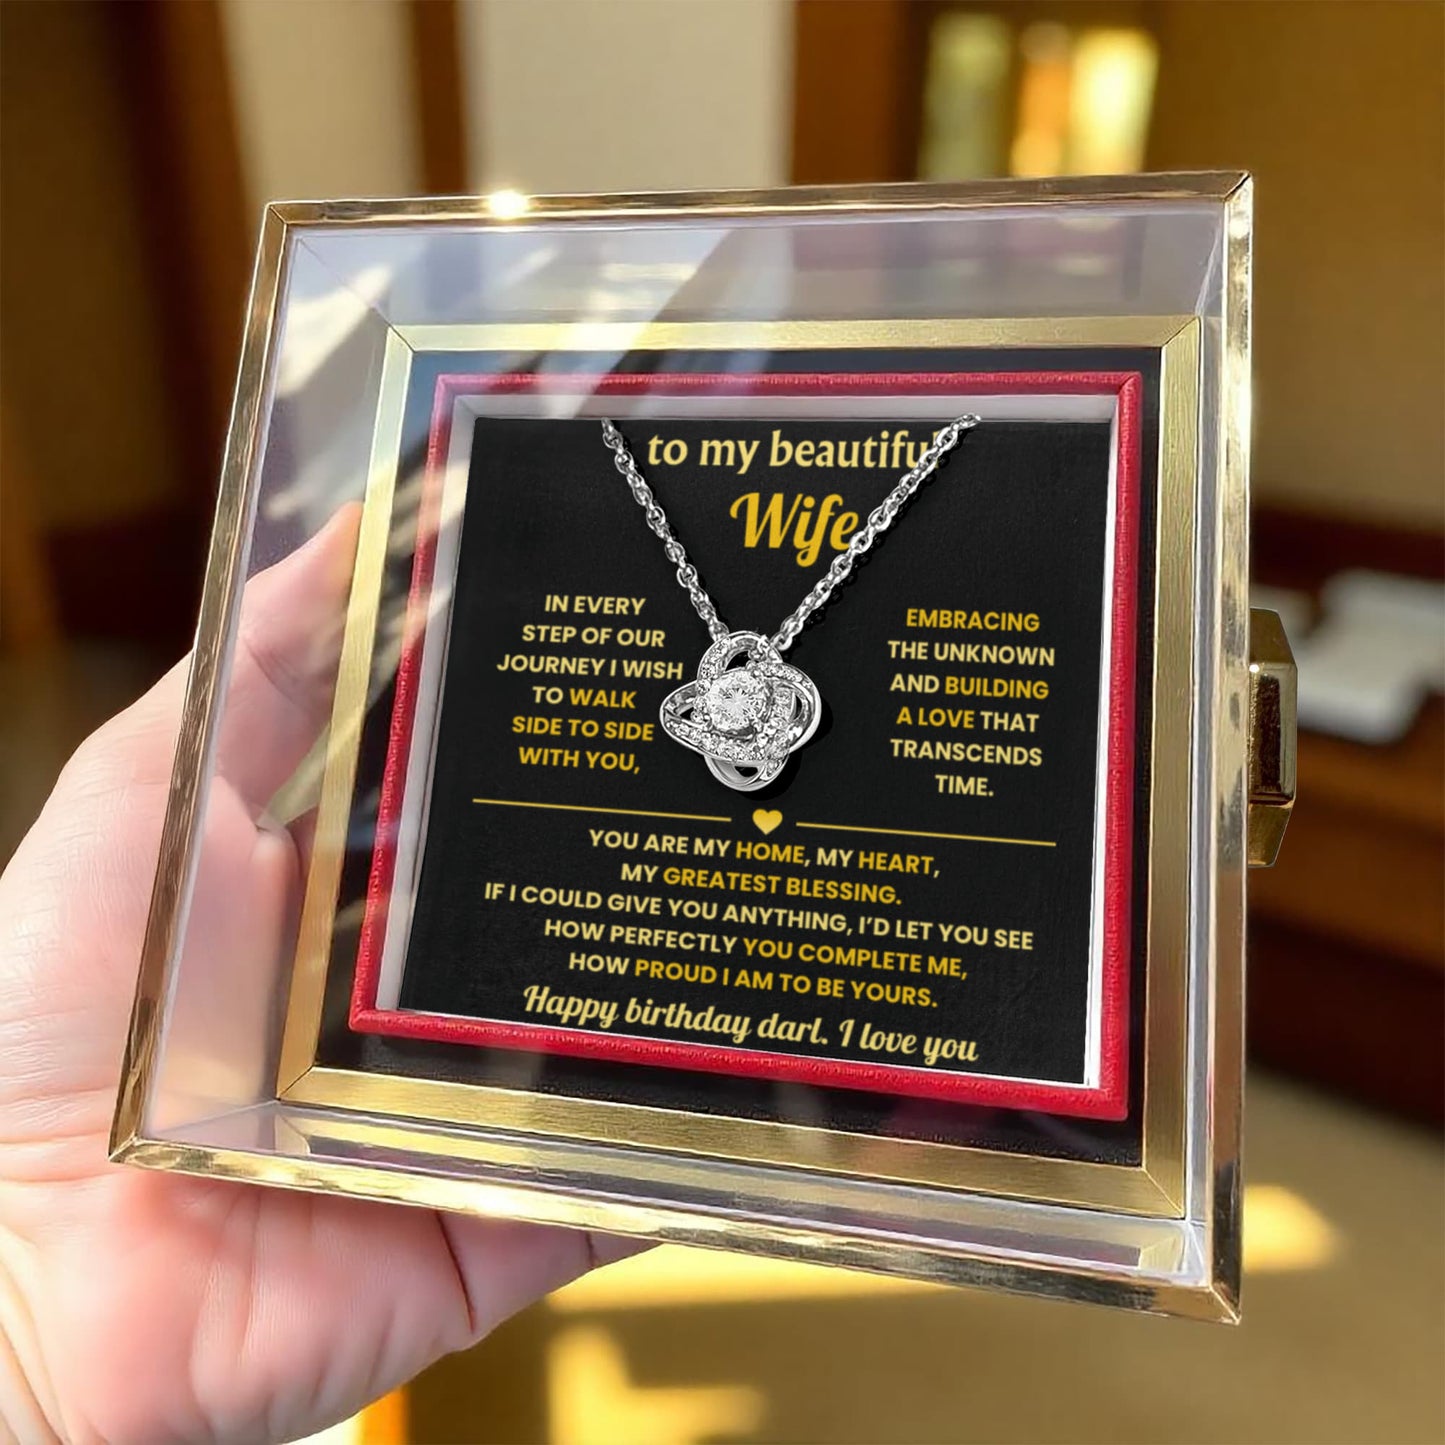 to my beautiful
Wife
IN EVERY
STEP OF OUR
JOURNEY I WISH
TO WALK
SIDE TO SIDE
WITH YOU,
EMBRACING
THE UNKNOWN
AND BUILDING
A LOVE THAT
TRANSCENDS
TIME.
YOU ARE MY HOME, MY HEART,
MY GREATEST BLESSING.
IF I COULD GIVE YOU ANYTHING, I'D LET YOU SEE
HOW PERFECTLY YOU COMPLETE ME,
HOW PROUD I AM TO BE YOURS.
Happy birthday darl. I love you